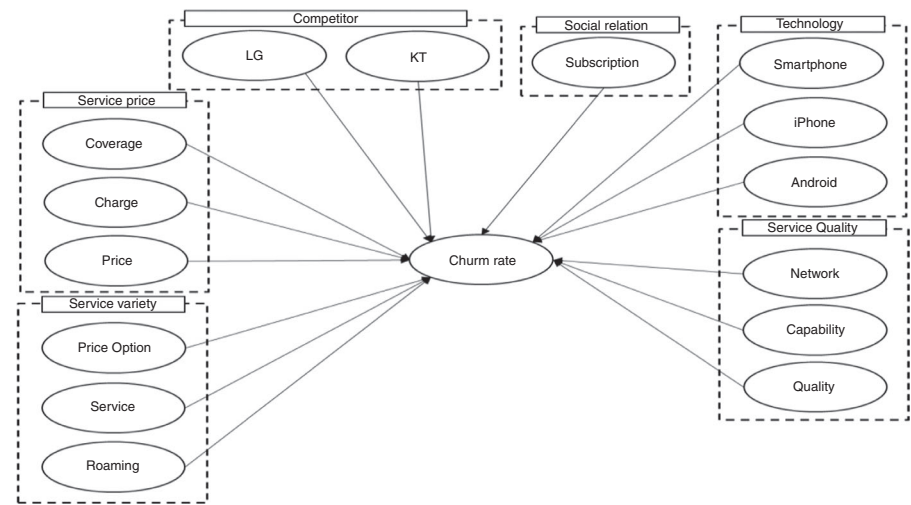 Competitor
LG
KT
Social relation
Subscription
Technology
Smartphone
iPhone
Android
Service price
Coverage
Charge
Price
Churm rate
Service Quality
Network
Capability
Quality
Service variety
Price Option
Service
Roaming